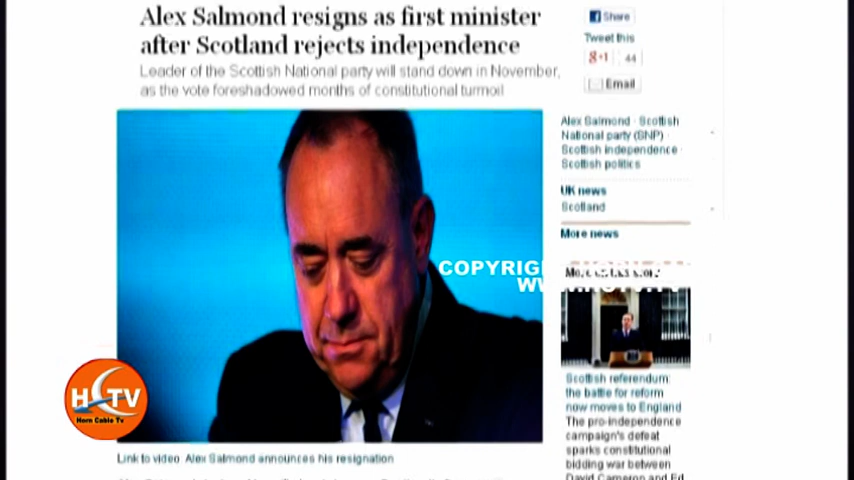 Alex Salmond resigns as first minister
after Scotland rejects independence
Leader of the Scottish National party will stand down in November,
as the vote foreshadowed months of constitutional turmoil
Share
Tweet this
g+1 44
Email
Alex Salmond · Scottish
National party (SNP) ·
Scottish independence ·
Scottish politics
UK news
Scotland
More news
COPYRIG
HCTV
Horn Cable Tv
Scottish referendum:
the battle for reform
now moves to England
The pro-independence
campaign's defeat
sparks constitutional
bidding war between
David Cameron and Ed
Link to video: Alex Salmond announces his resignation